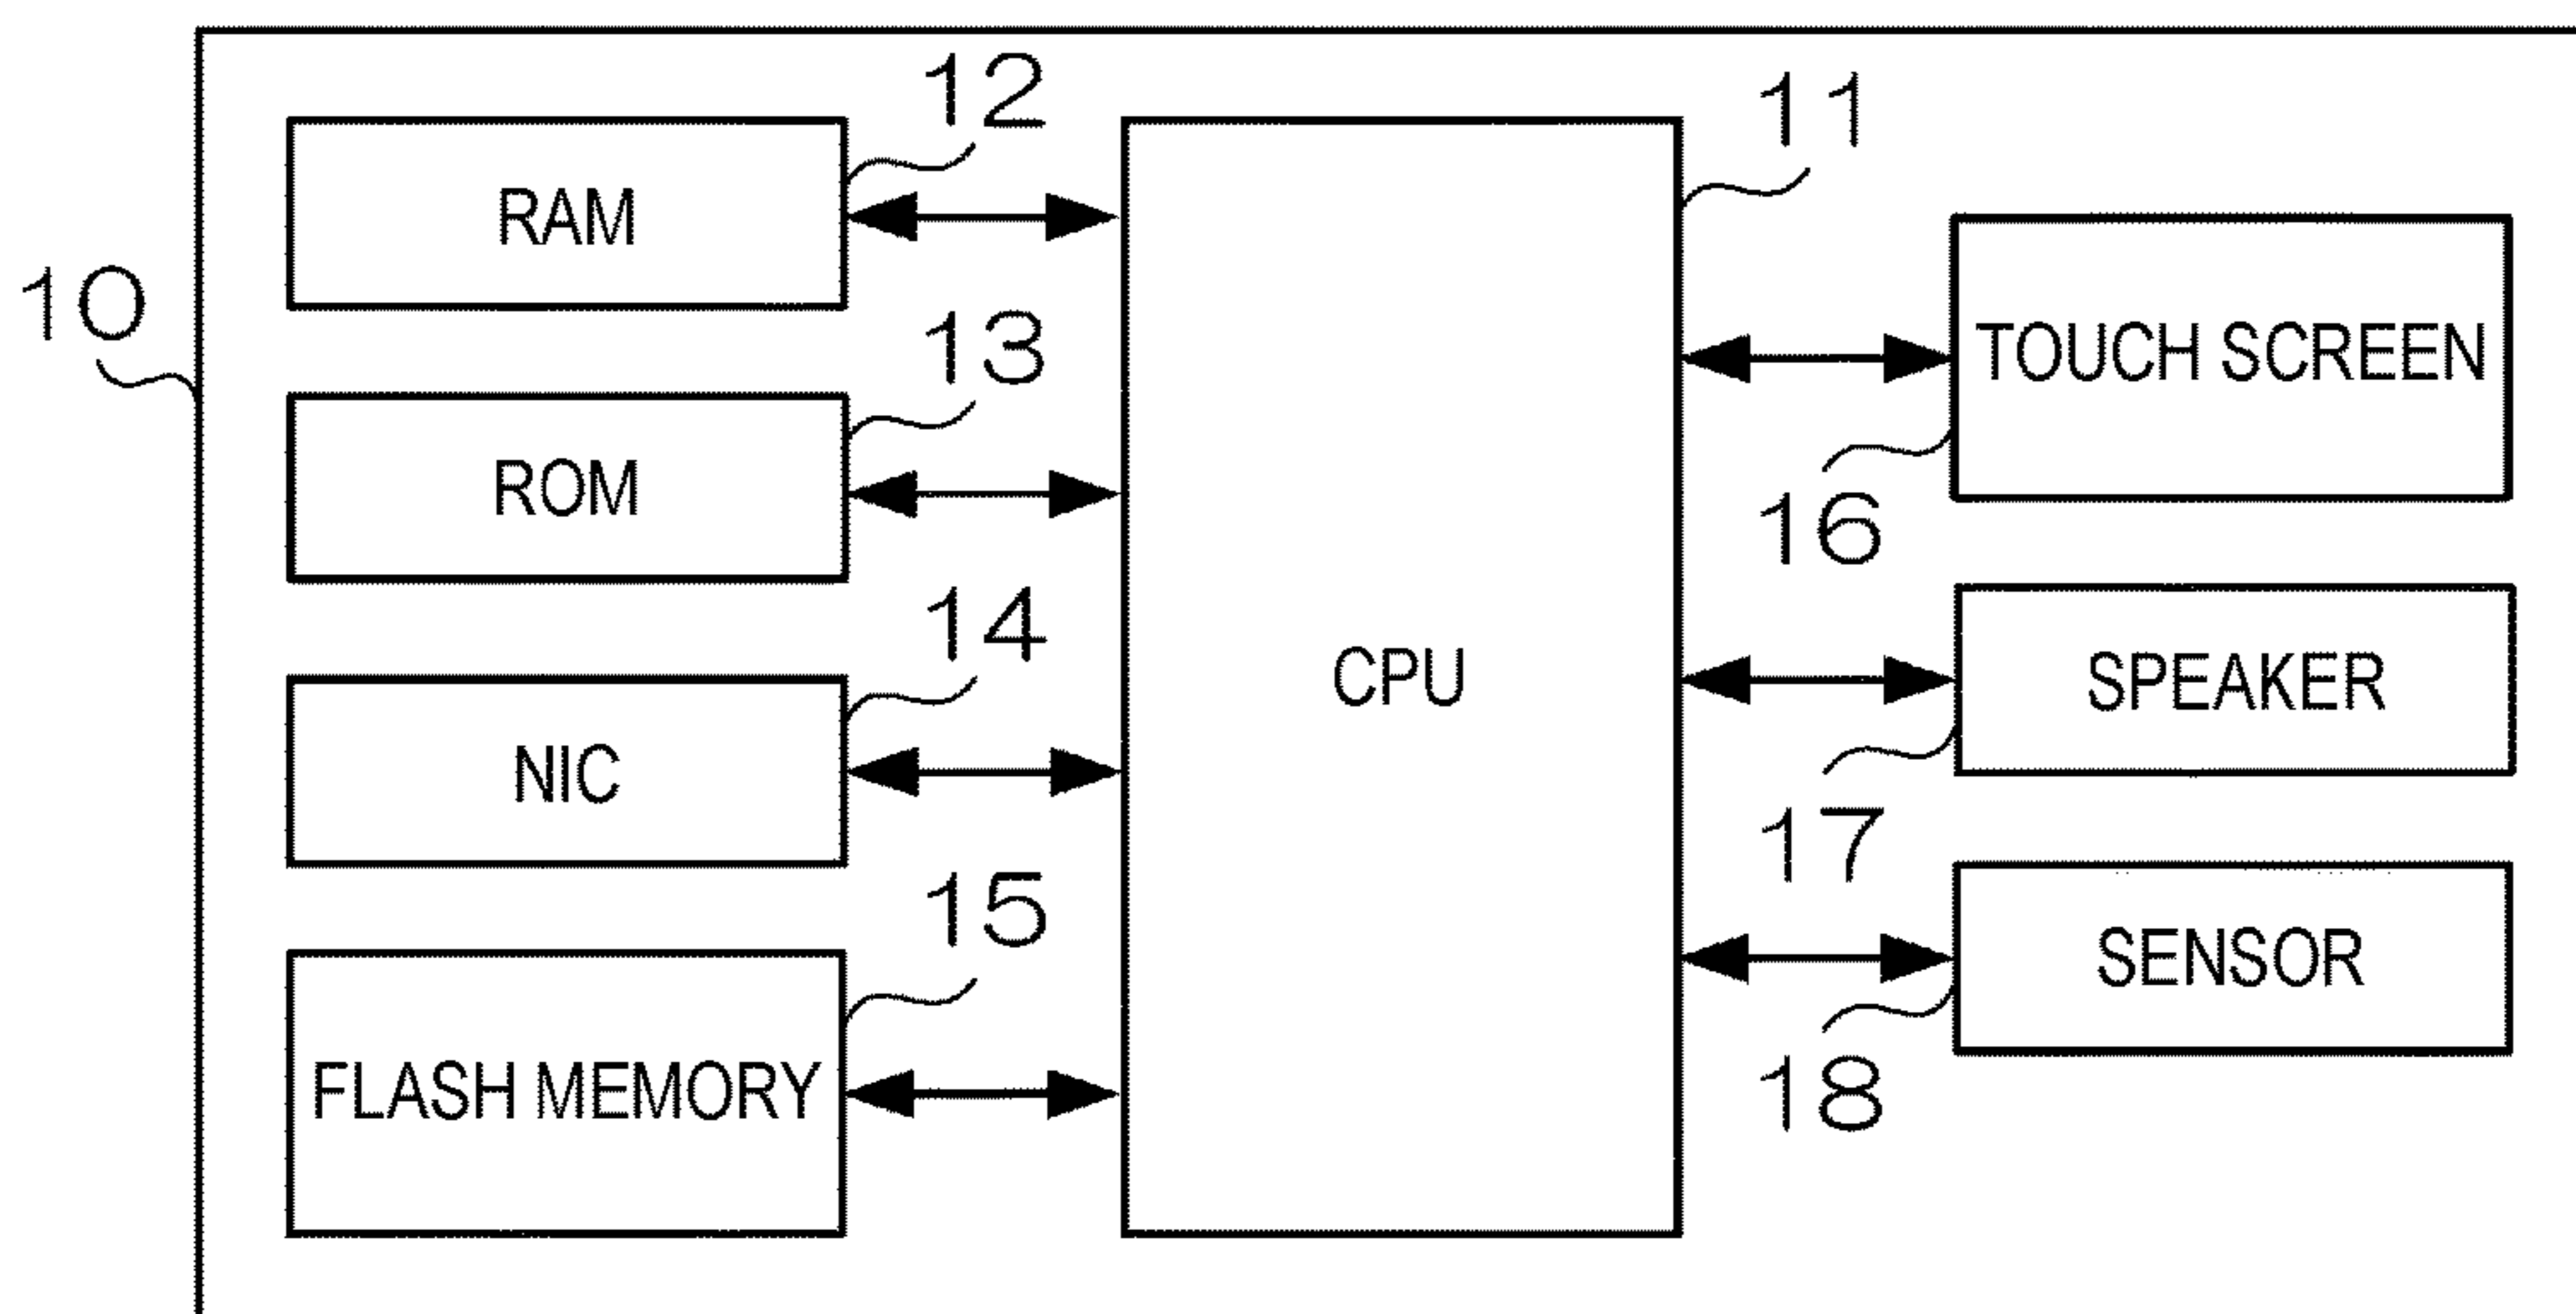 12
11
RAM
10
TOUCH SCREEN
13
ROM
16
14
CPU
SPEAKER
NIC
17
15
SENSOR
FLASH MEMORY
18